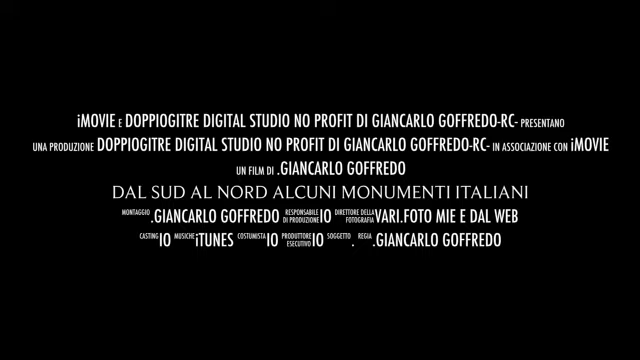 iMOVIE E DOPPIOGITRE DIGITAL STUDIO NO PROFIT DI GIANCARLO GOFFREDO-RC- PRESENTANO
UNA PRODUZIONE DOPPIOGITRE DIGITAL STUDIO NO PROFIT DI GIANCARLO GOFFREDO-RC- IN ASSOCIAZIONE CON iMOVIE
UN FILM DI .GIANCARLO GOFFREDO
DAL SUD AL NORD ALCUNI MONUMENTI ITALIANI
MONTAGGIO .GIANCARLO GOFFREDO RESPONSABILE DI PRODUZIONE IO DIRETTORE DELLA FOTOGRAFIA VARI.FOTO MIE E DAL WEB
CASTING IO MUSICHE iTUNES COSTUMISTA IO PRODUTTORE ESECUTIVO IO SOGGETTO . REGIA .GIANCARLO GOFFREDO